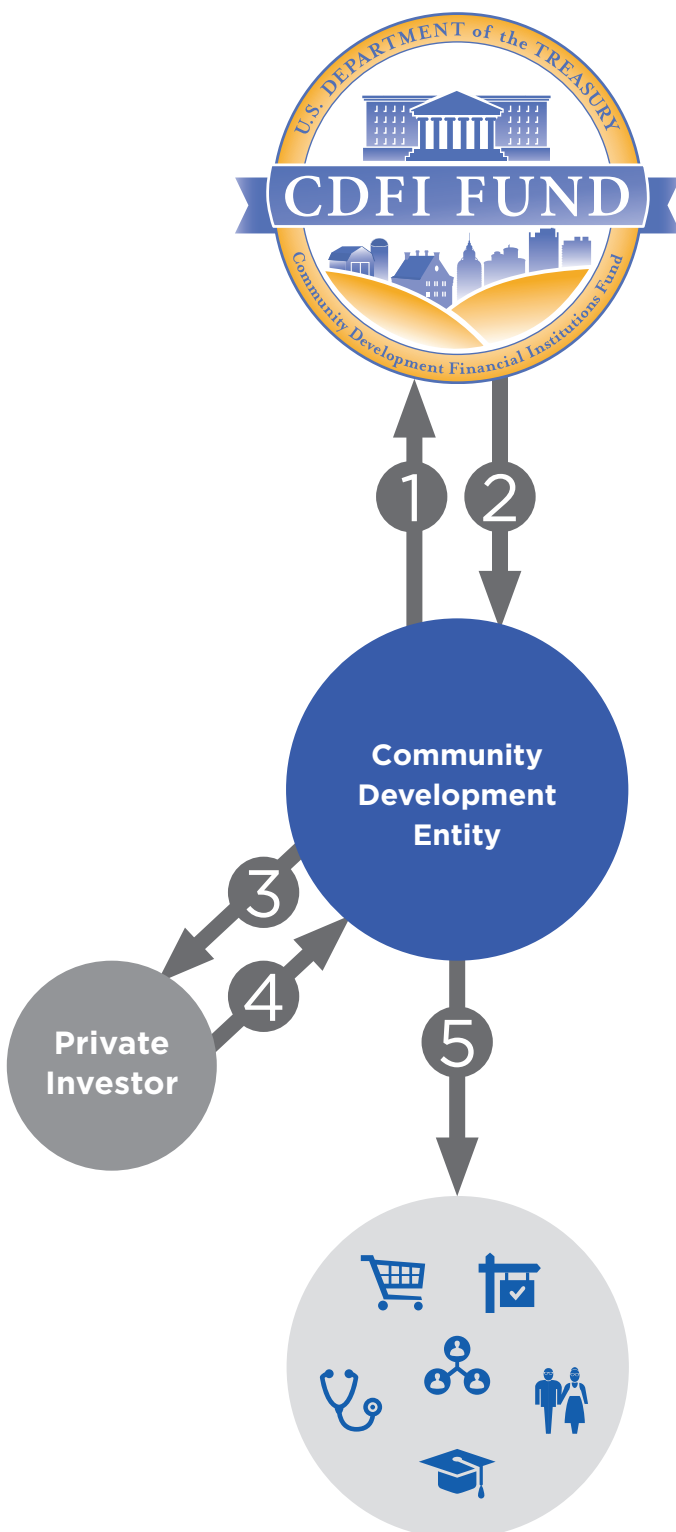 U.S. DEPARTMENT of the TREASURY
CDFI FUND
Community Development Financial Institutions Fund
1
2
Community
Development
Entity
3
4
Private
Investor
5